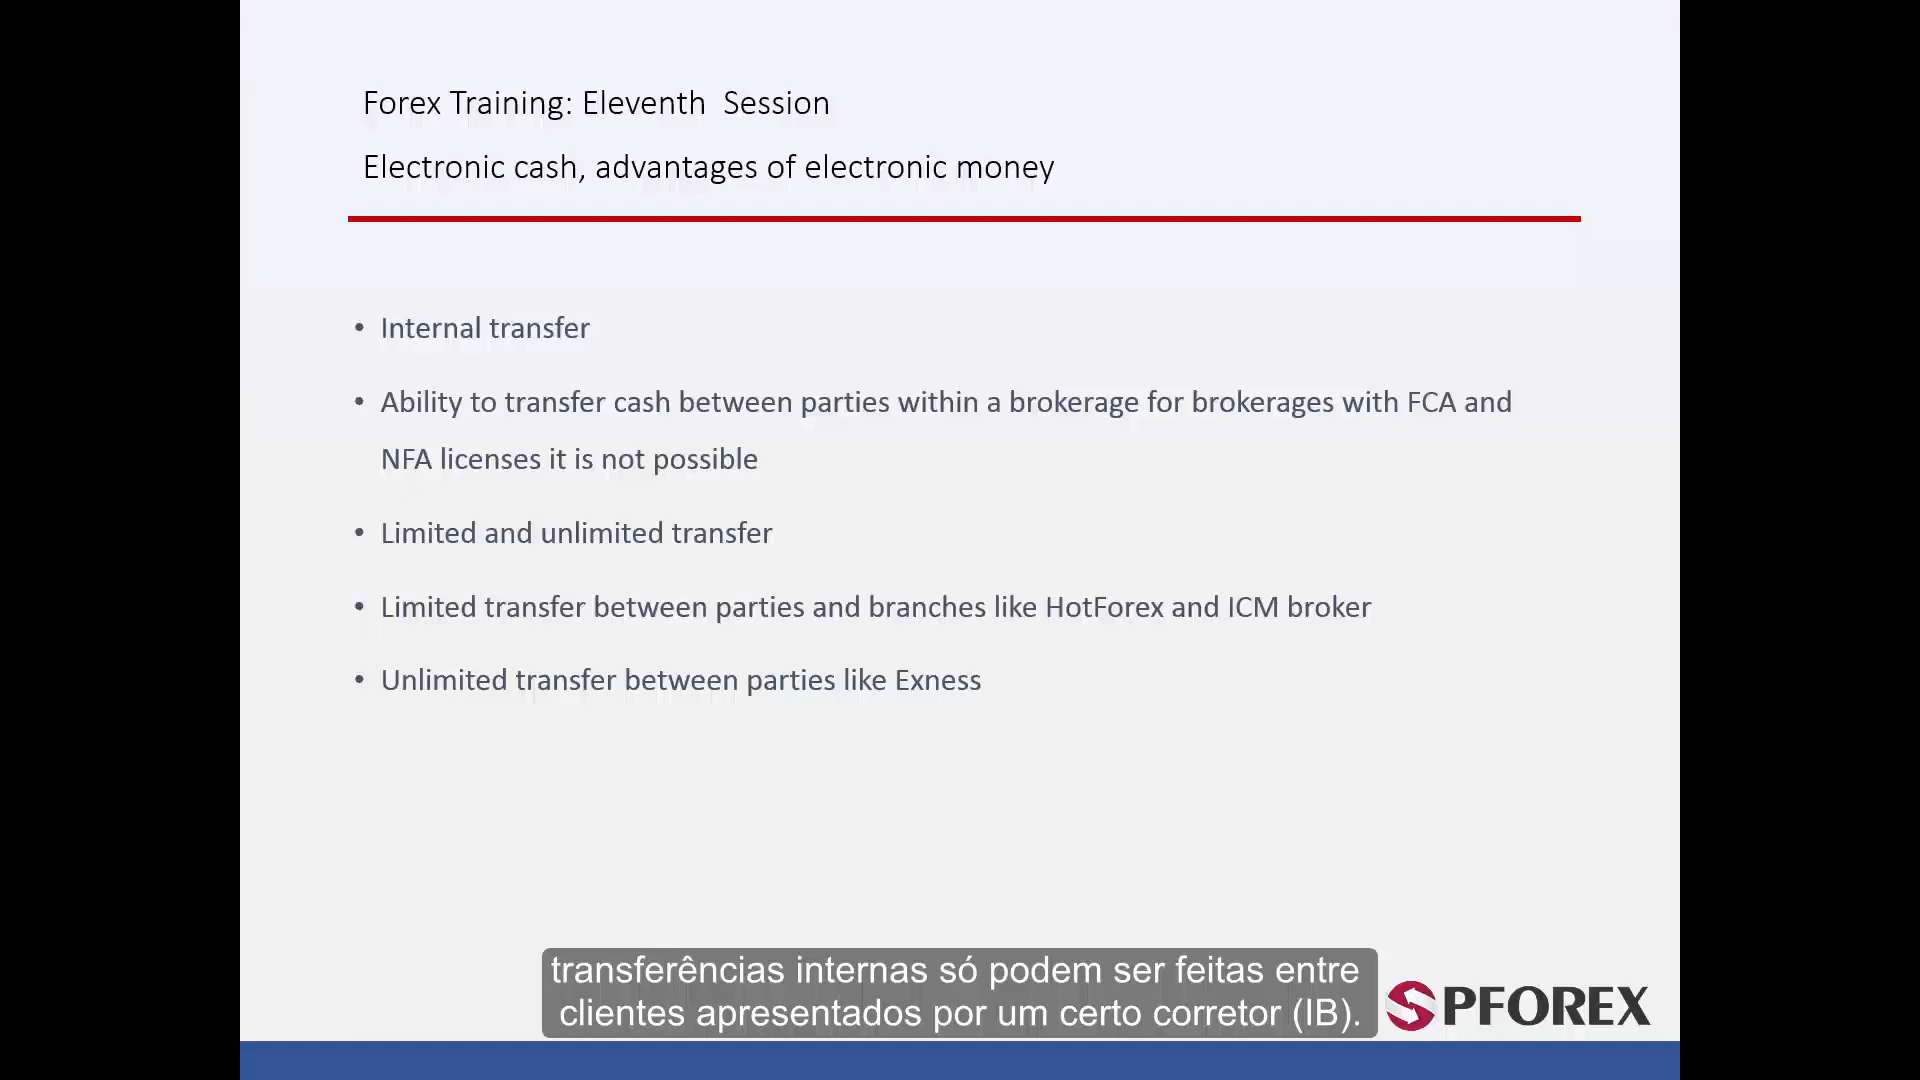 Forex Training: Eleventh Session
Electronic cash, advantages of electronic money
• Internal transfer
• Ability to transfer cash between parties within a brokerage for brokerages with FCA and
NFA licenses it is not possible
• Limited and unlimited transfer
• Limited transfer between parties and branches like HotForex and ICM broker
• Unlimited transfer between parties like Exness
transferências internas só podem ser feitas entre
clientes apresentados por um certo corretor (IB).
PFOREX